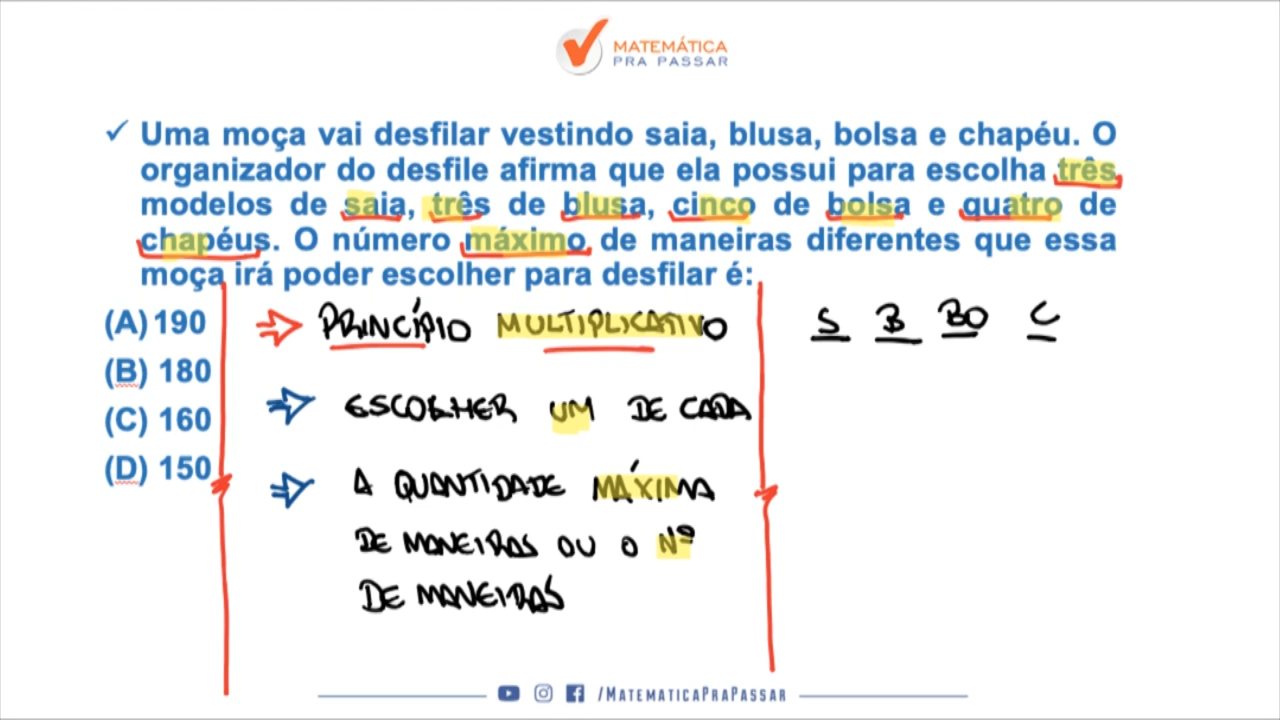 MATEMÁTICA
PRA PASSAR
✓ Uma moça vai desfilar vestindo saia, blusa, bolsa e chapéu. O
organizador do desfile afirma que ela possui para escolha três
modelos de saia, três de blusa, cinco de bolsa e quatro de
chapéus. O número máximo de maneiras diferentes que essa
moça irá poder escolher para desfilar é:
(A) 190
(B) 180
(C) 160
(D) 150
⇒ PRINCÍPIO MULTIPLICATIVO
⇒ ESCOLHER UM DE CADA
⇒ A QUANTIDADE MÁXIMA
DE MANEIRAS OU O Nº
DE MANEIRAS
S B BO C
/MATEMATICAPRAPASSAR